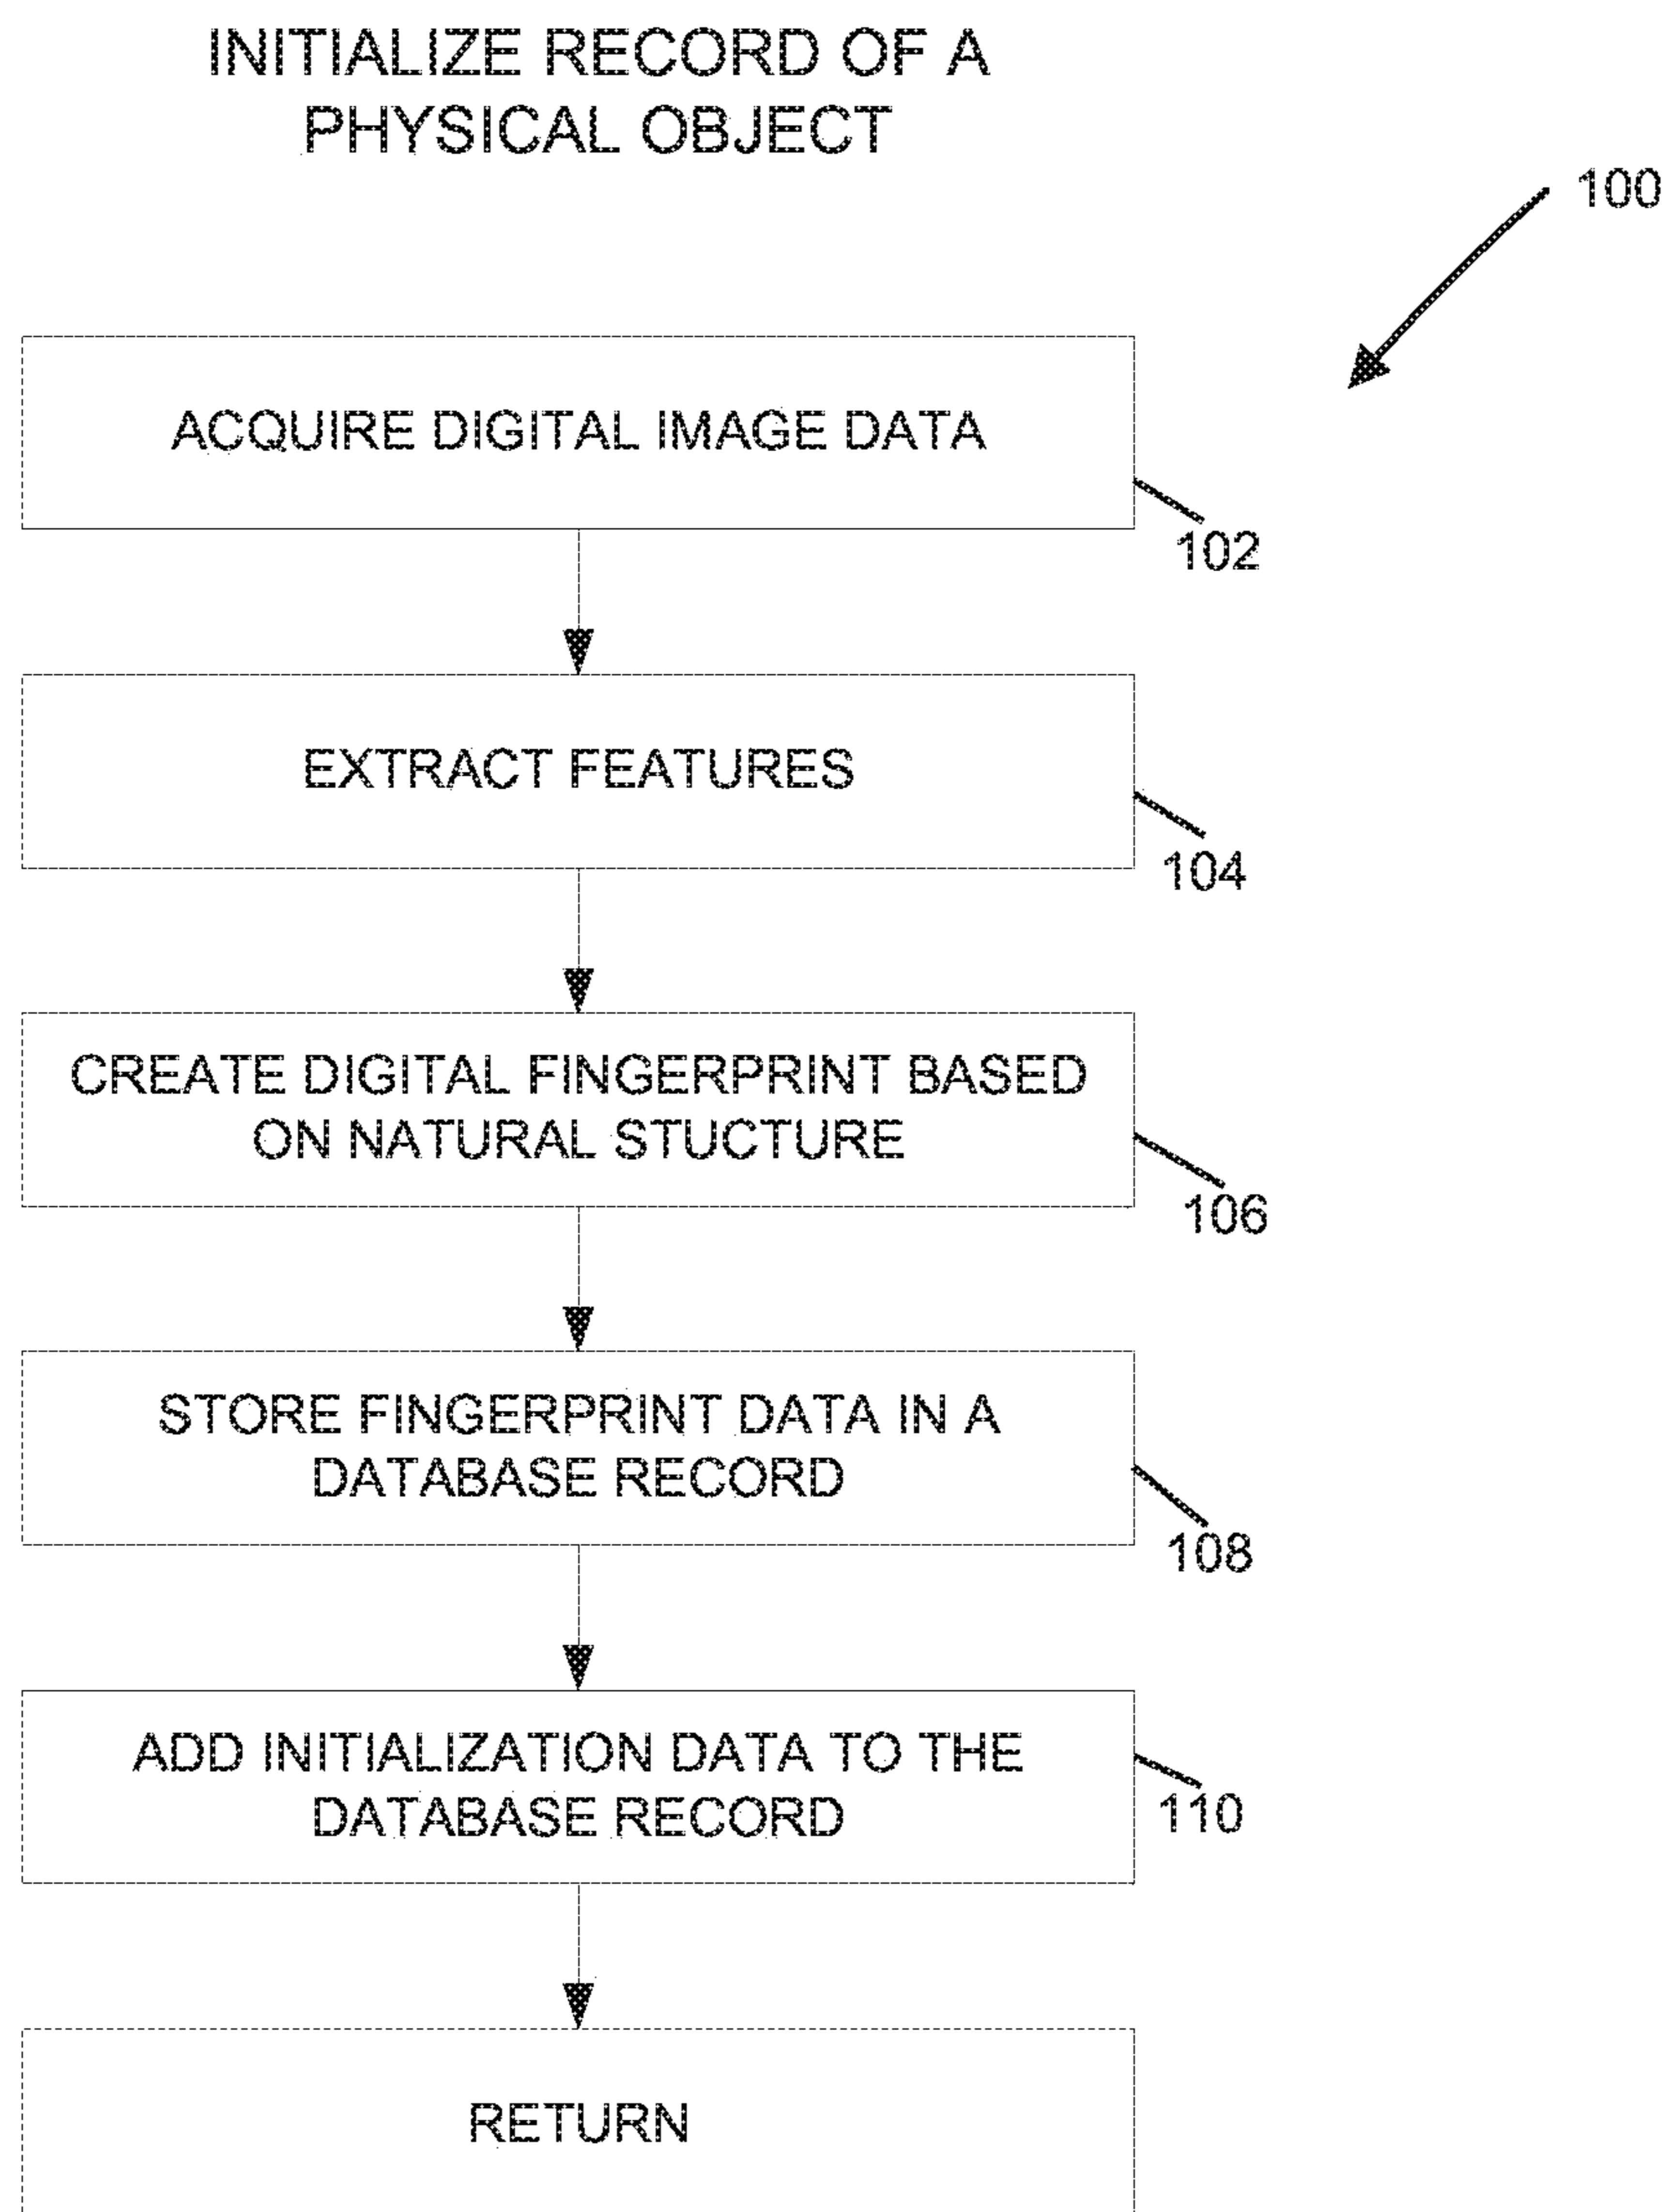 INITIALIZE RECORD OF A
PHYSICAL OBJECT
100
ACQUIRE DIGITAL IMAGE DATA
102
EXTRACT FEATURES
104
CREATE DIGITAL FINGERPRINT BASED
ON NATURAL STUCTURE
106
STORE FINGERPRINT DATA IN A
DATABASE RECORD
108
ADD INITIALIZATION DATA TO THE
DATABASE RECORD
110
RETURN